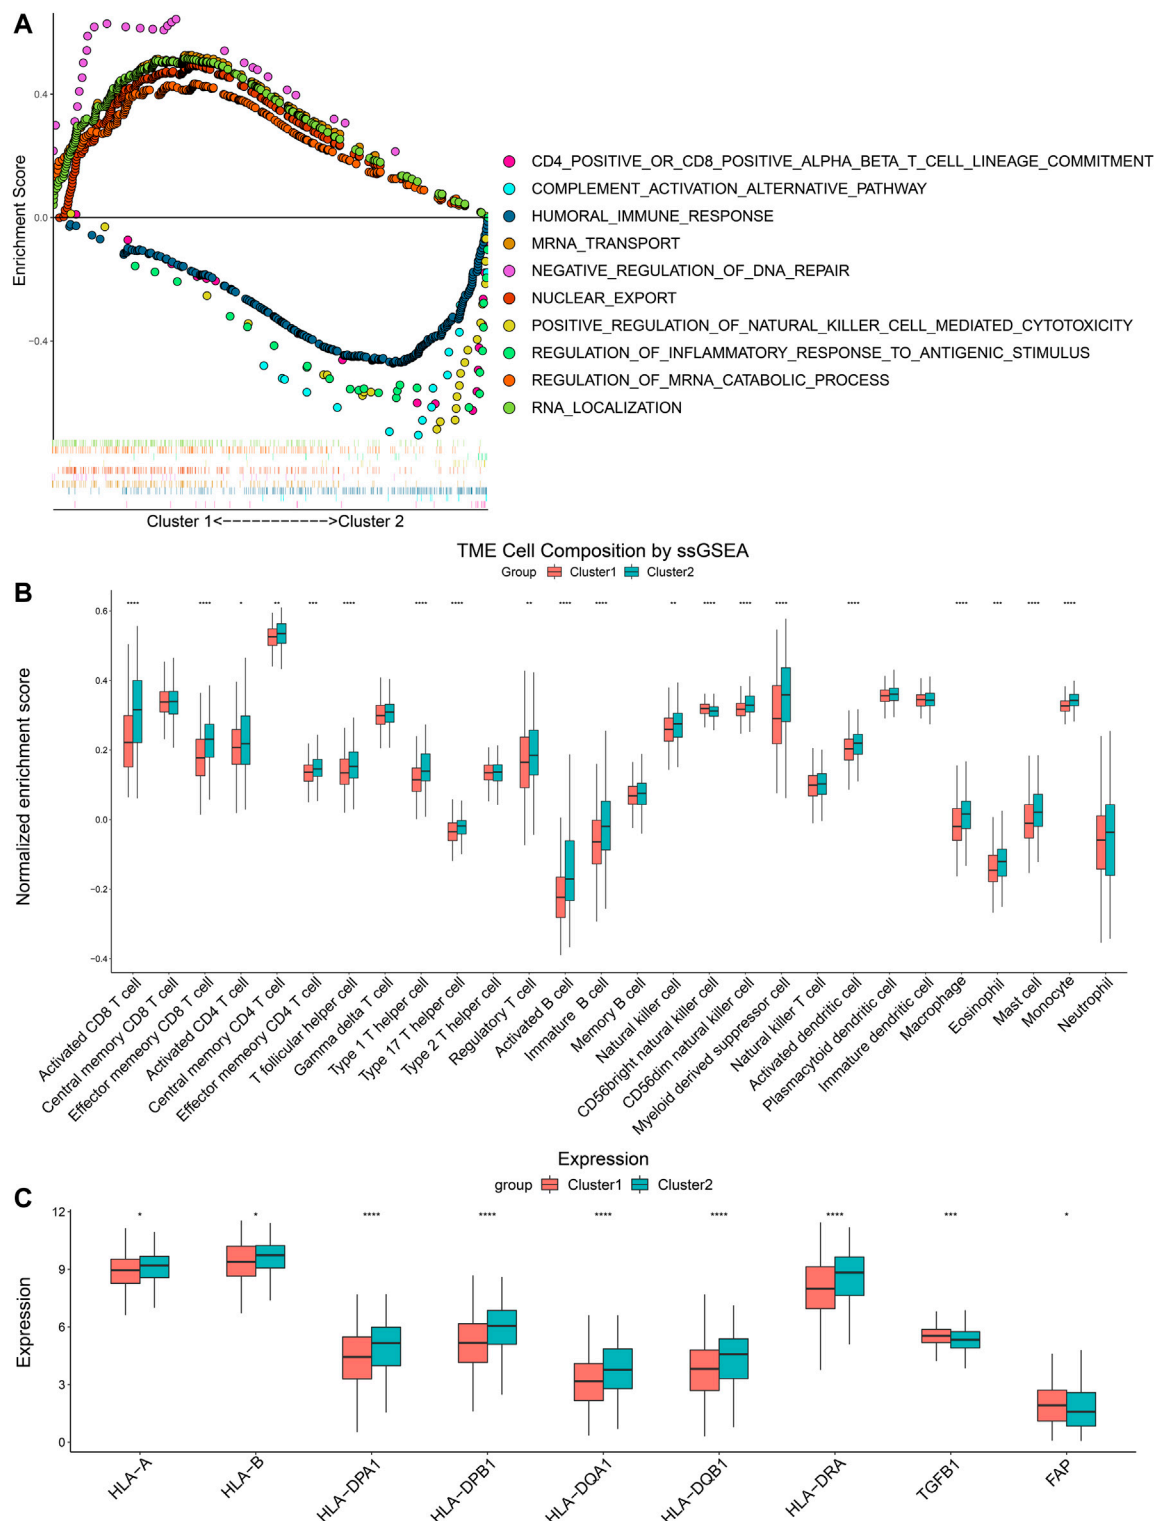 A
Enrichment Score
0.4
0.0
−0.4
CD4_POSITIVE_OR_CD8_POSITIVE_ALPHA_BETA_T_CELL_LINEAGE_COMMITMENT
COMPLEMENT_ACTIVATION_ALTERNATIVE_PATHWAY
HUMORAL_IMMUNE_RESPONSE
MRNA_TRANSPORT
NEGATIVE_REGULATION_OF_DNA_REPAIR
NUCLEAR_EXPORT
POSITIVE_REGULATION_OF_NATURAL_KILLER_CELL_MEDIATED_CYTOTOXICITY
REGULATION_OF_INFLAMMATORY_RESPONSE_TO_ANTIGENIC_STIMULUS
REGULATION_OF_MRNA_CATABOLIC_PROCESS
RNA_LOCALIZATION
Cluster 1<------------>Cluster 2
TME Cell Composition by ssGSEA
Group Cluster1 Cluster2
B
Normalized enrichment score
0.6
0.4
0.2
0.0
−0.2
−0.4
**** **** * ** *** **** **** **** ** **** **** ** **** **** **** **** **** *** **** ****
Activated CD8 T cell
Central memory CD8 T cell
Effector memory CD8 T cell
Activated CD4 T cell
Central memory CD4 T cell
Effector memory CD4 T cell
T follicular helper cell
Gamma delta T cell
Type 1 T helper cell
Type 17 T helper cell
Type 2 T helper cell
Regulatory T cell
Activated B cell
Immature B cell
Memory B cell
Natural killer cell
CD56bright natural killer cell
CD56dim natural killer cell
Myeloid derived suppressor cell
Natural killer T cell
Activated dendritic cell
Plasmacytoid dendritic cell
Immature dendritic cell
Macrophage
Eosinophil
Mast cell
Monocyte
Neutrophil
Expression
group Cluster1 Cluster2
C
Expression
12
9
6
3
0
* * **** **** **** **** **** *** *
HLA−A
HLA−B
HLA−DPA1
HLA−DPB1
HLA−DQA1
HLA−DQB1
HLA−DRA
TGFB1
FAP